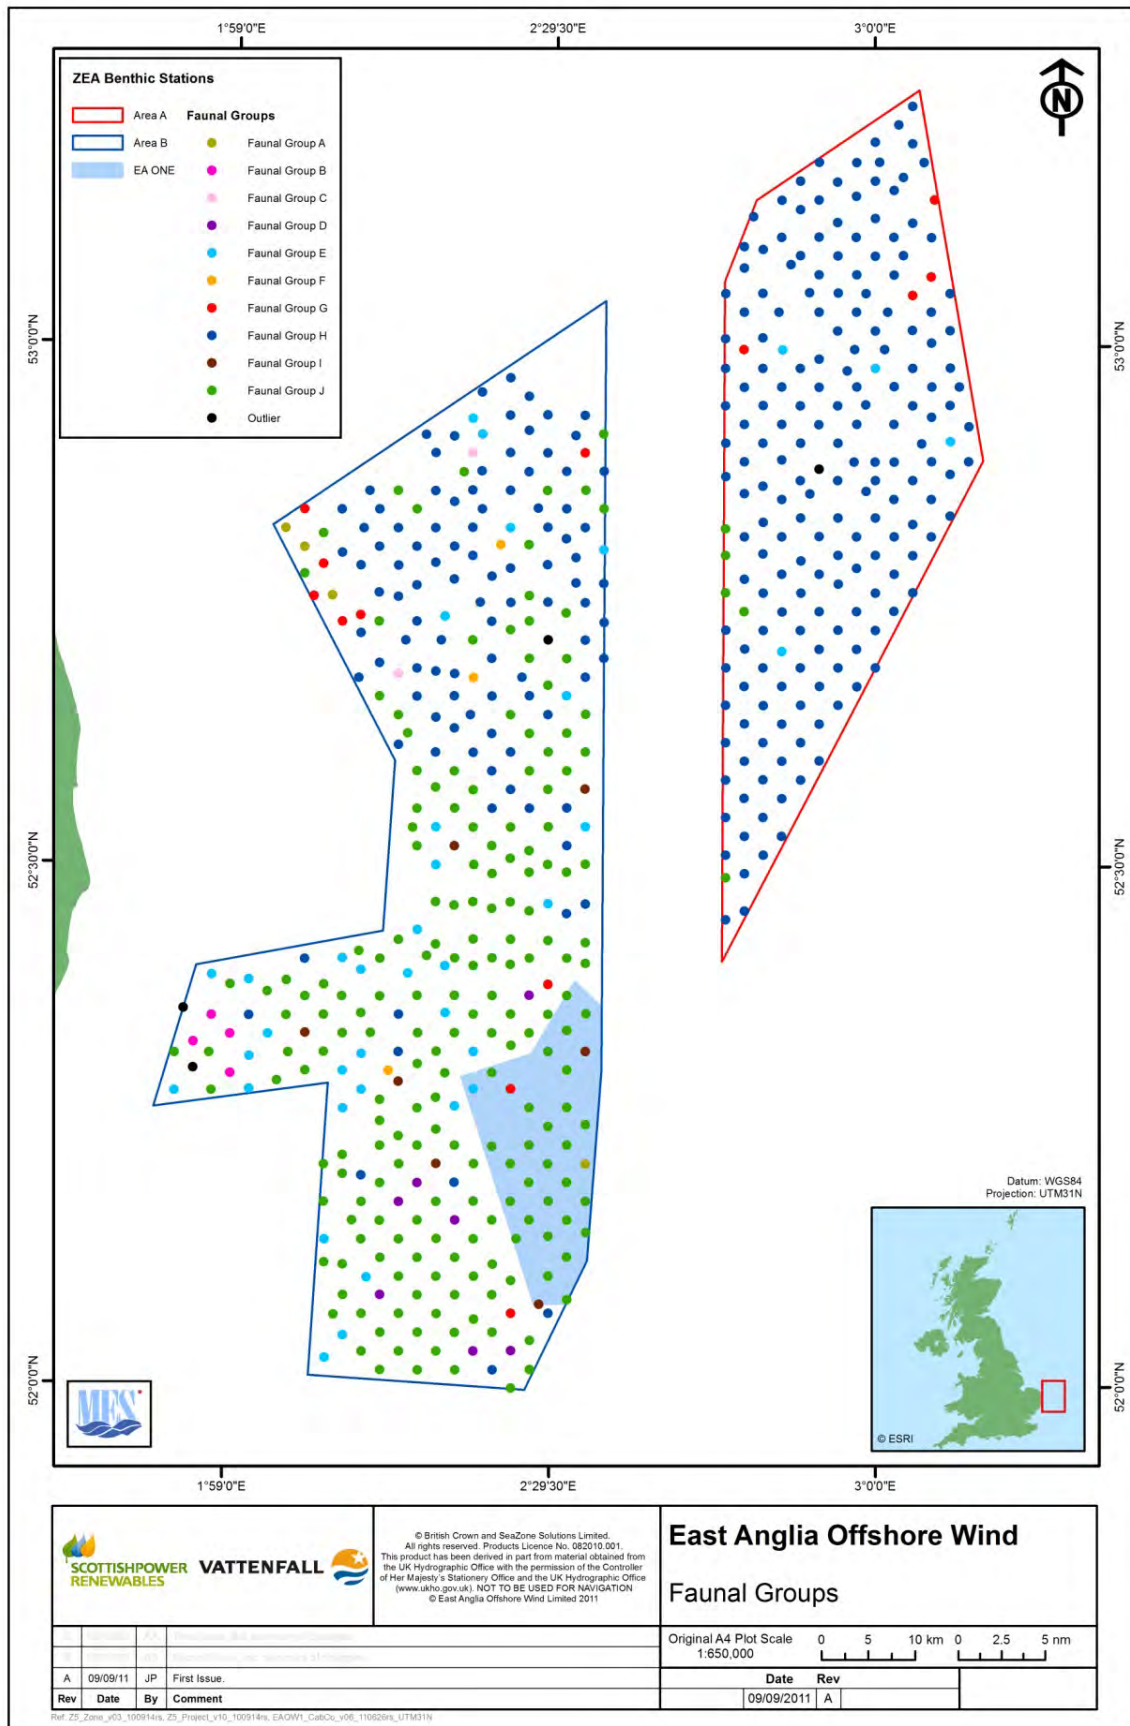 1°59'0"E
2°29'30"E
3°0'0"E
ZEA Benthic Stations
Area A
Area B
EA ONE
Faunal Groups
Faunal Group A
Faunal Group B
Faunal Group C
Faunal Group D
Faunal Group E
Faunal Group F
Faunal Group G
Faunal Group H
Faunal Group I
Faunal Group J
Outlier
N
53°0'0"N
53°0'0"N
52°30'0"N
52°30'0"N
52°0'0"N
52°0'0"N
Datum: WGS84
Projection: UTM31N
© ESRI
MES
1°59'0"E
2°29'30"E
3°0'0"E
SCOTTISHPOWER
RENEWABLES
VATTENFALL
© British Crown and SeaZone Solutions Limited.
All rights reserved. Products Licence No. 082010.001.
This product has been derived in part from material obtained from
the UK Hydrographic Office with the permission of the Controller
of Her Majesty's Stationery Office and the UK Hydrographic Office
(www.ukho.gov.uk). NOT TO BE USED FOR NAVIGATION
© East Anglia Offshore Wind Limited 2011
East Anglia Offshore Wind
Faunal Groups
Original A4 Plot Scale
1:650,000
0 5 10 km
0 2.5 5 nm
A 09/09/11 JP First Issue.
Rev Date By Comment
Date Rev
09/09/2011 A
Ref: Z5_Zone_v03_100914rs, Z5_Project_v10_100914rs, EAOW1_CabCo_v06_110626rs_UTM31N